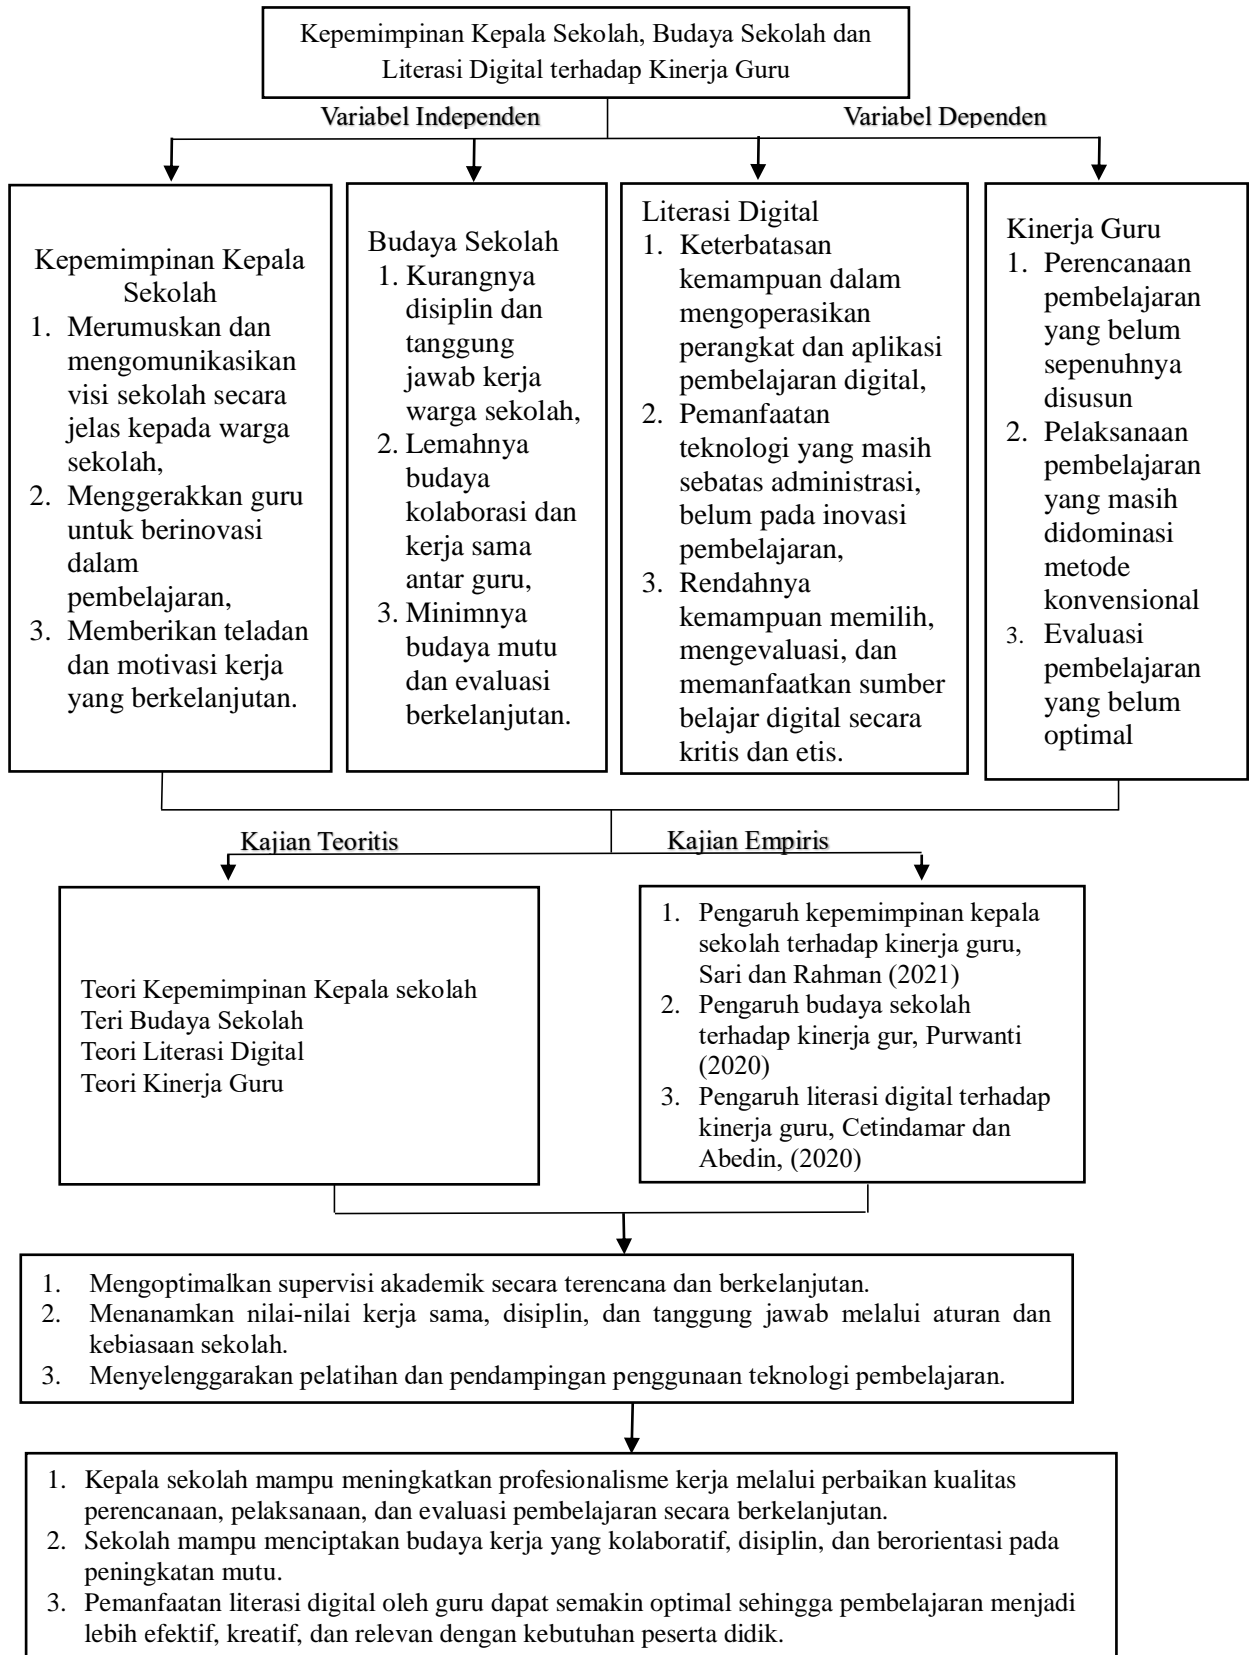 Kepemimpinan Kepala Sekolah, Budaya Sekolah dan
Literasi Digital terhadap Kinerja Guru
Variabel Independen
Variabel Dependen
Kepemimpinan Kepala
Sekolah
1. Merumuskan dan
mengomunikasikan
visi sekolah secara
jelas kepada warga
sekolah,
2. Menggerakkan guru
untuk berinovasi
dalam
pembelajaran,
3. Memberikan teladan
dan motivasi kerja
yang berkelanjutan.
Budaya Sekolah
1. Kurangnya
disiplin dan
tanggung
jawab kerja
warga sekolah,
2. Lemahnya
budaya
kolaborasi dan
kerja sama
antar guru,
3. Minimnya
budaya mutu
dan evaluasi
berkelanjutan.
Literasi Digital
1. Keterbatasan
kemampuan dalam
mengoperasikan
perangkat dan aplikasi
pembelajaran digital,
2. Pemanfaatan
teknologi yang masih
sebatas administrasi,
belum pada inovasi
pembelajaran,
3. Rendahnya
kemampuan memilih,
mengevaluasi, dan
memanfaatkan sumber
belajar digital secara
kritis dan etis.
Kinerja Guru
1. Perencanaan
pembelajaran
yang belum
sepenuhnya
disusun
2. Pelaksanaan
pembelajaran
yang masih
didominasi
metode
konvensional
3. Evaluasi
pembelajaran
yang belum
optimal
Kajian Teoritis
Kajian Empiris
Teori Kepemimpinan Kepala sekolah
Teri Budaya Sekolah
Teori Literasi Digital
Teori Kinerja Guru
1. Pengaruh kepemimpinan kepala
sekolah terhadap kinerja guru,
Sari dan Rahman (2021)
2. Pengaruh budaya sekolah
terhadap kinerja gur, Purwanti
(2020)
3. Pengaruh literasi digital terhadap
kinerja guru, Cetindamar dan
Abedin, (2020)
1. Mengoptimalkan supervisi akademik secara terencana dan berkelanjutan.
2. Menanamkan nilai-nilai kerja sama, disiplin, dan tanggung jawab melalui aturan dan
kebiasaan sekolah.
3. Menyelenggarakan pelatihan dan pendampingan penggunaan teknologi pembelajaran.
1. Kepala sekolah mampu meningkatkan profesionalisme kerja melalui perbaikan kualitas
perencanaan, pelaksanaan, dan evaluasi pembelajaran secara berkelanjutan.
2. Sekolah mampu menciptakan budaya kerja yang kolaboratif, disiplin, dan berorientasi pada
peningkatan mutu.
3. Pemanfaatan literasi digital oleh guru dapat semakin optimal sehingga pembelajaran menjadi
lebih efektif, kreatif, dan relevan dengan kebutuhan peserta didik.